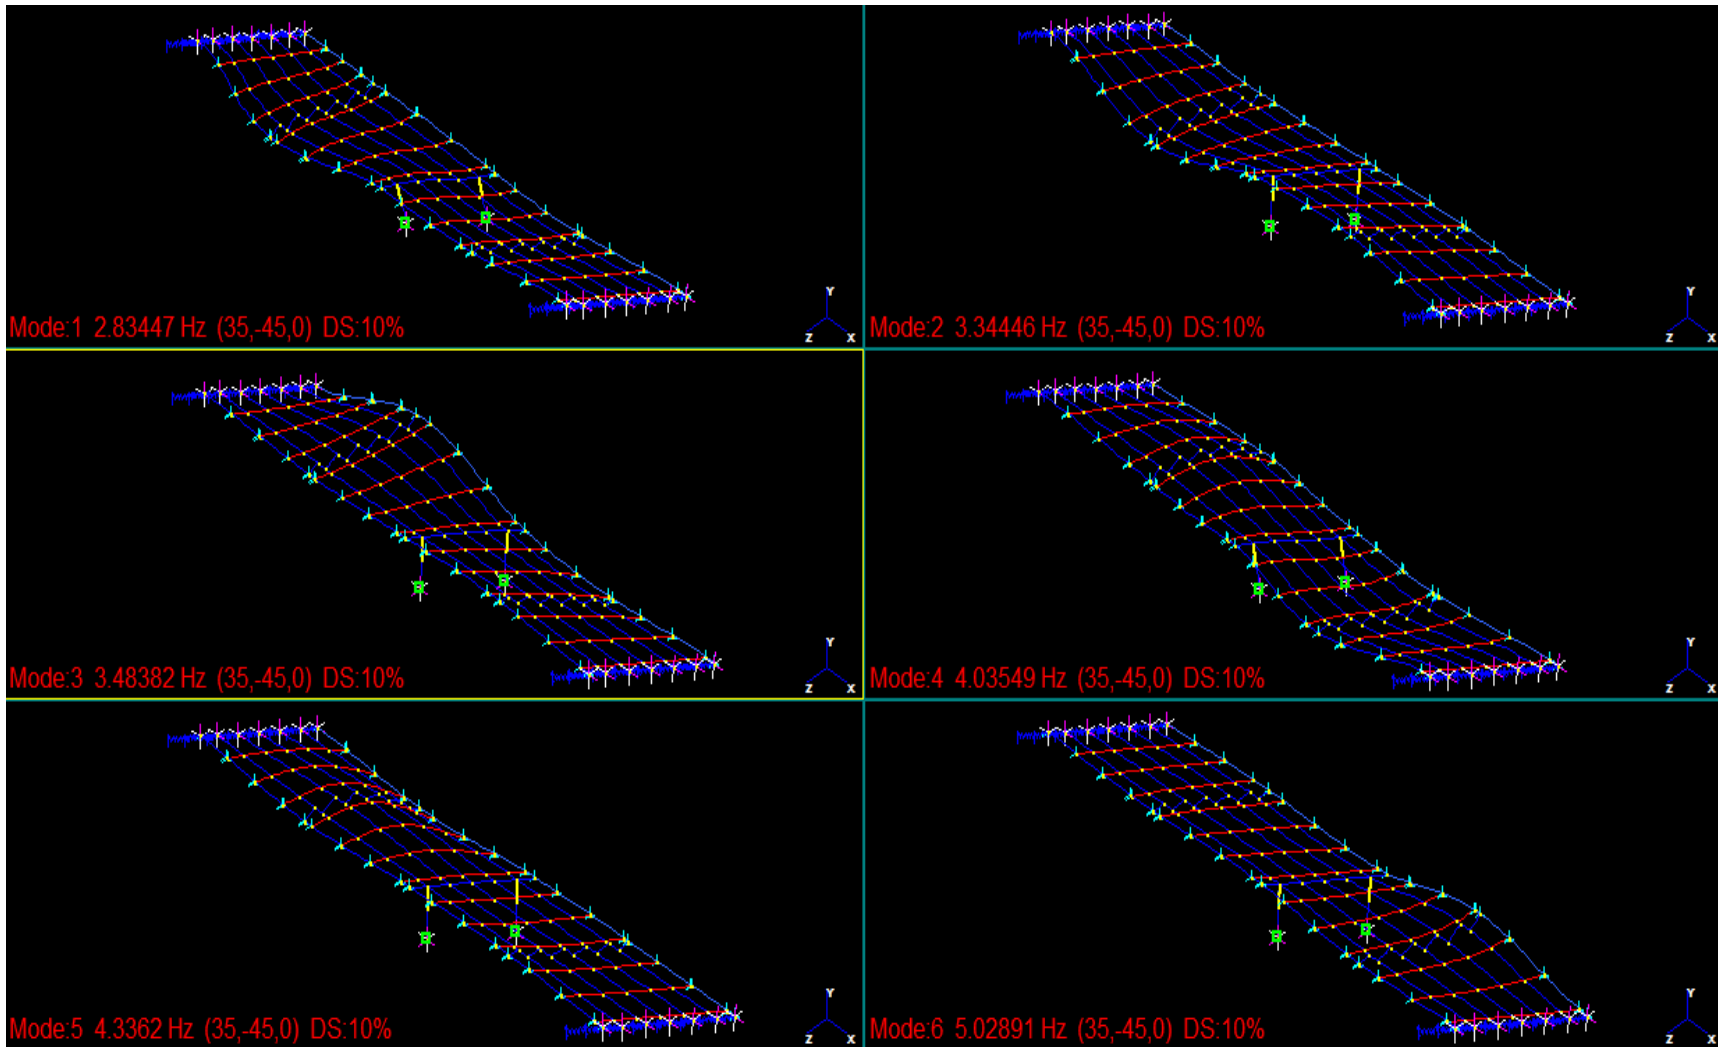 Y
Z X
Mode:1 2.83447 Hz (35,-45,0) DS:10%
Y
Z X
Mode:2 3.34446 Hz (35,-45,0) DS:10%
Y
Z X
Mode:3 3.48382 Hz (35,-45,0) DS:10%
Y
Z X
Mode:4 4.03549 Hz (35,-45,0) DS:10%
Y
Z X
Mode:5 4.3362 Hz (35,-45,0) DS:10%
Y
Z X
Mode:6 5.02891 Hz (35,-45,0) DS:10%